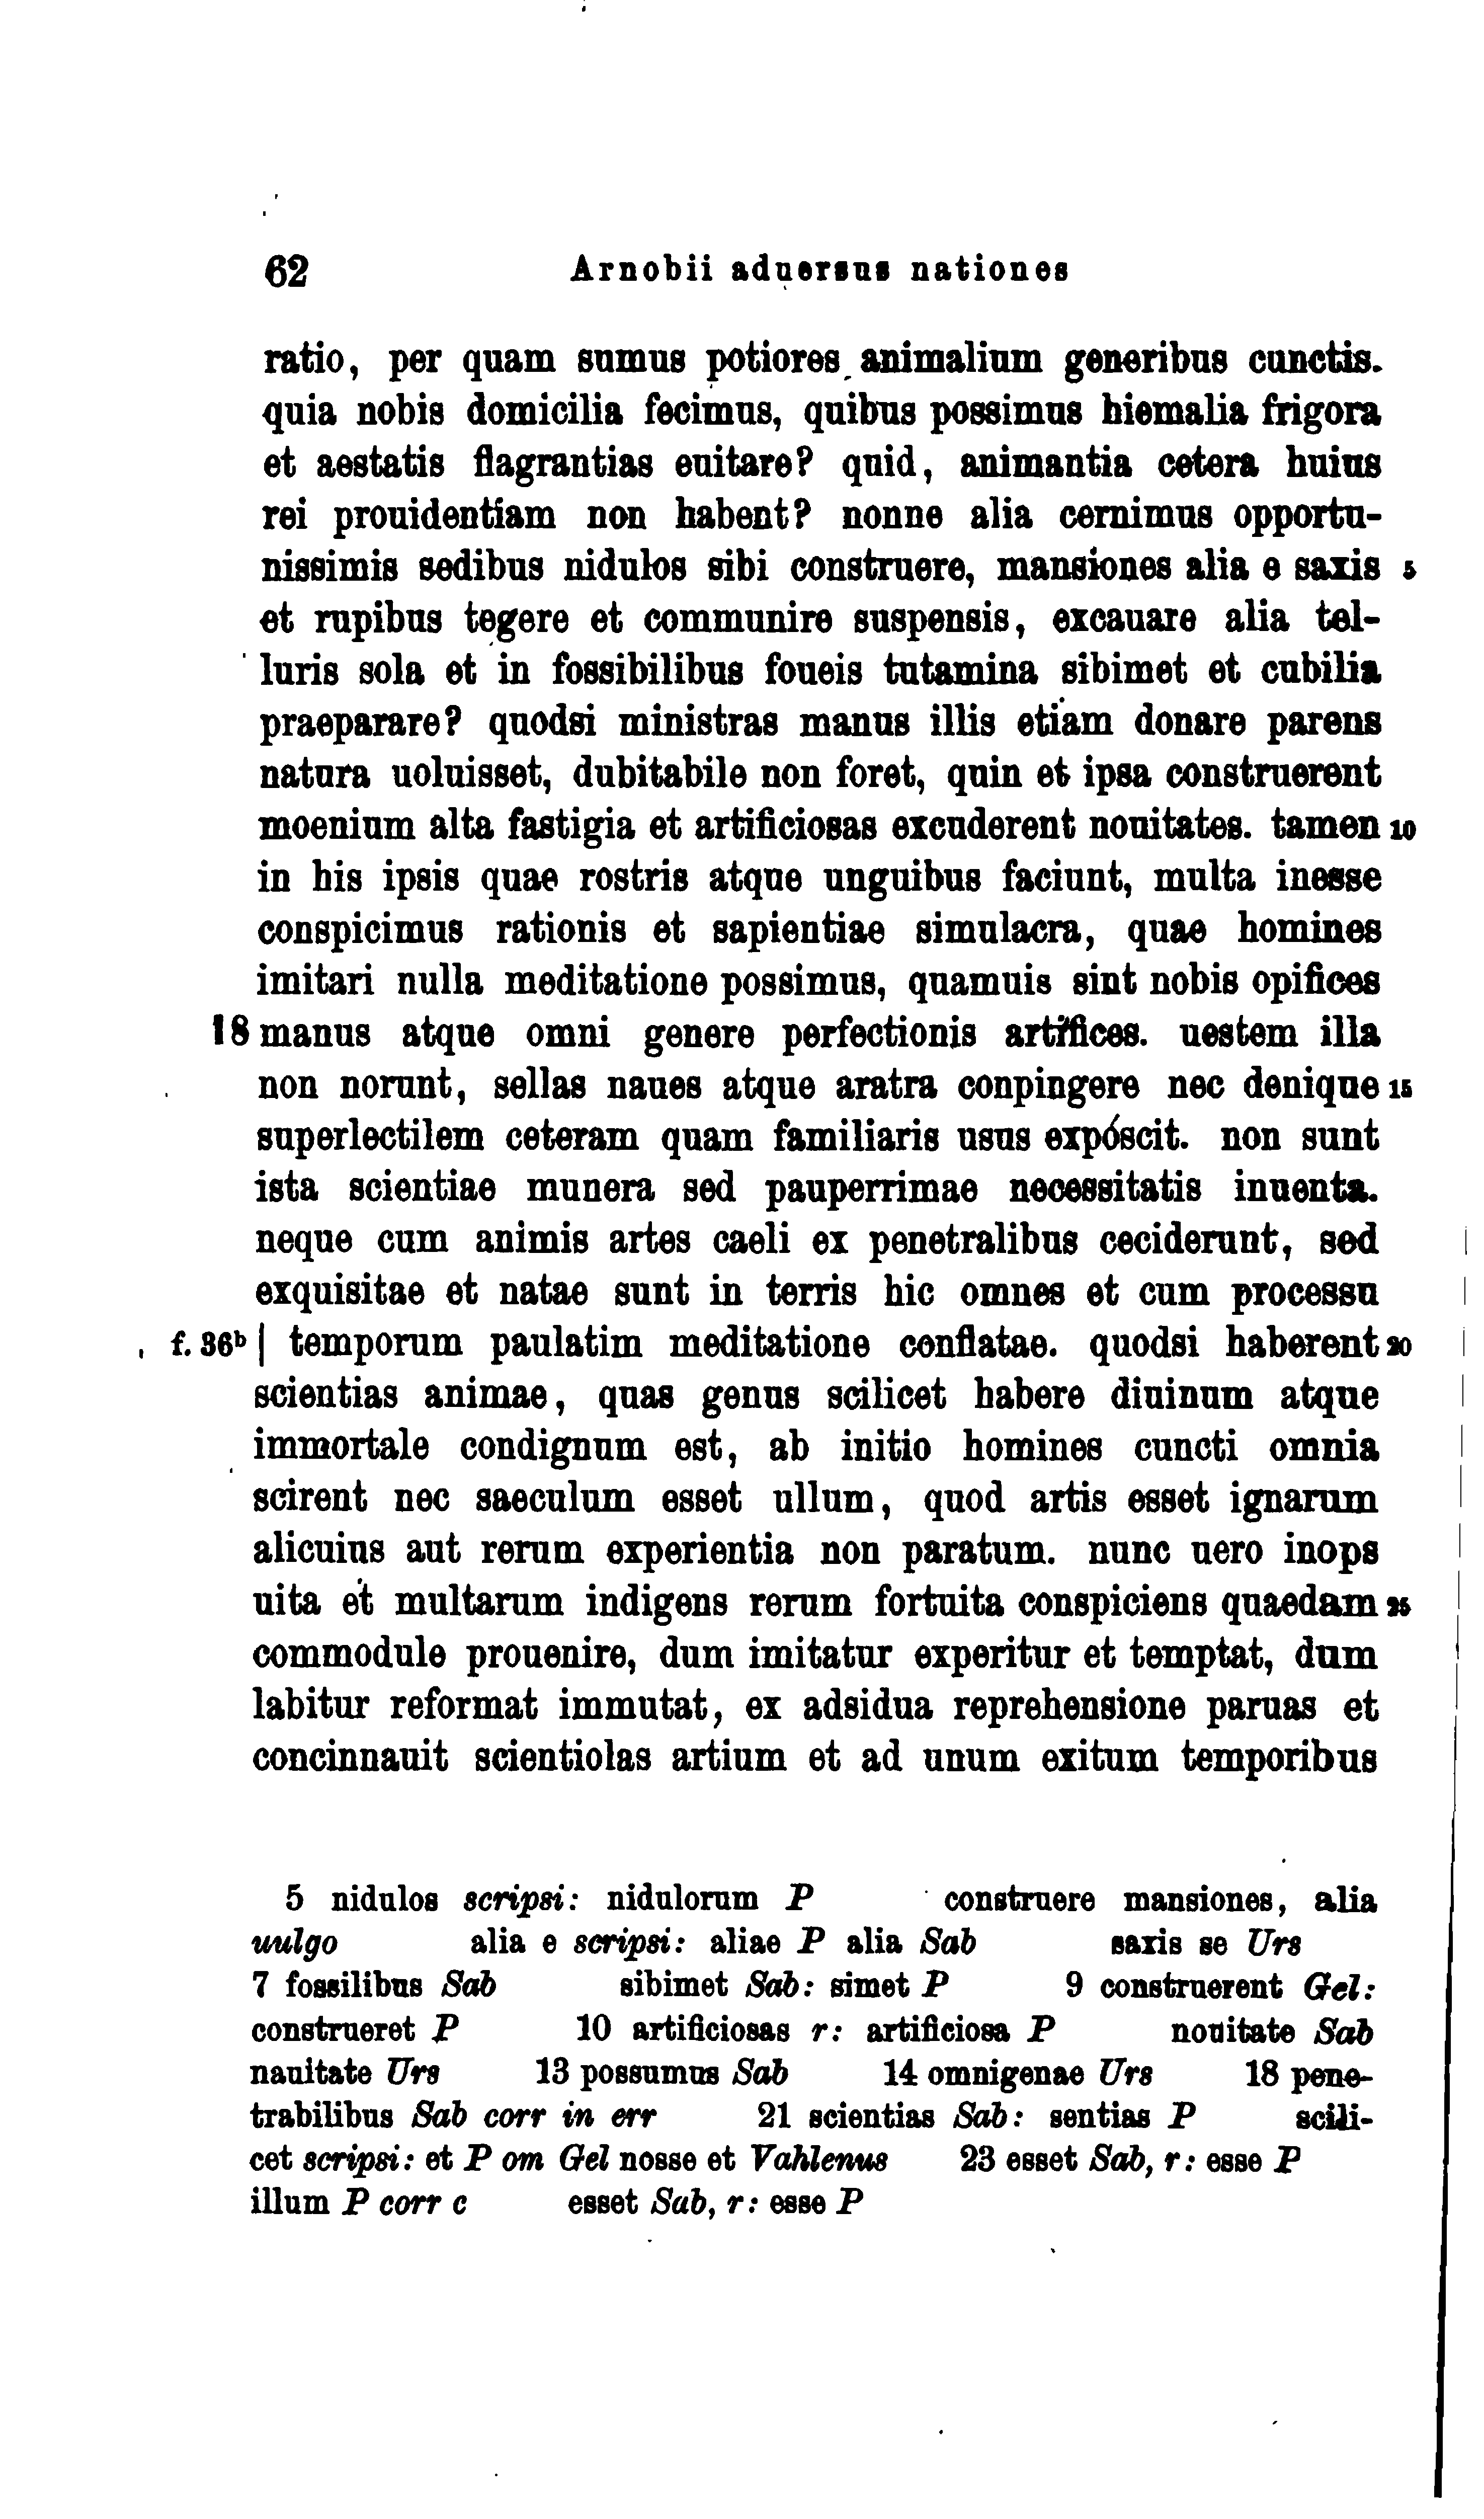 62 Arnobii aduersus nationes
ratio, per quam sumus potiores animalium generibus cunctis.
quia nobis domicilia fecimus, quibus possimus hiemalia frigora
et aestatis flagrantias euitare? quid, animantia cetera huius
rei prouidentiam non habent? nonne alia cernimus opportu-
nissimis sedibus nidulos sibi construere, mansiones alia e saxis 5
et rupibus tegere et communire suspensis, excauare alia tel-
luris sola et in fossibilibus foueis tutamina sibimet et cubilia
praeparare? quodsi ministras manus illis etiam donare parens
natura uoluisset, dubitabile non foret, quin et ipsa construerent
moenium alta fastigia et artificiosas excuderent nouitates. tamen 10
in his ipsis quae rostris atque unguibus faciunt, multa inesse
conspicimus rationis et sapientiae simulacra, quae homines
imitari nulla meditatione possimus, quamuis sint nobis opifices
18 manus atque omni genere perfectionis artifices. uestem illa
non norunt, sellas naues atque aratra conpingere nec denique 15
superlectilem ceteram quam familiaris usus exposcit. non sunt
ista scientiae munera sed pauperrimae necessitatis inuenta.
neque cum animis artes caeli ex penetralibus ceciderunt, sed
exquisitae et natae sunt in terris hic omnes et cum processu
f. 36b | temporum paulatim meditatione conflatae. quodsi haberent 20
scientias animae, quas genus scilicet habere diuinum atque
immortale condignum est, ab initio homines cuncti omnia
scirent nec saeculum esset ullum, quod artis esset ignarum
alicuius aut rerum experientia non paratum. nunc uero inops
uita et multarum indigens rerum fortuita conspiciens quaedam 25
commodule prouenire, dum imitatur experitur et temptat, dum
labitur reformat immutat, ex adsidua reprehensione paruas et
concinnauit scientiolas artium et ad unum exitum temporibus
5 nidulos scripsi: nidulorum P construere mansiones, alia
uulgo alia e scripsi: aliae P alia Sab saxis se Urs
7 fossilibus Sab sibimet Sab: simet P 9 construerent Gel:
construeret P 10 artificiosas r: artificiosa P nouitate Sab
nauitate Urs 13 possumus Sab 14 omnigenae Urs 18 pene-
trabilibus Sab corr in err 21 scientias Sab: sentias P scili-
cet scripsi: et P om Gel nosse et Vahlenus 23 esset Sab, r: esse P
illum P corr c esset Sab, r: esse P